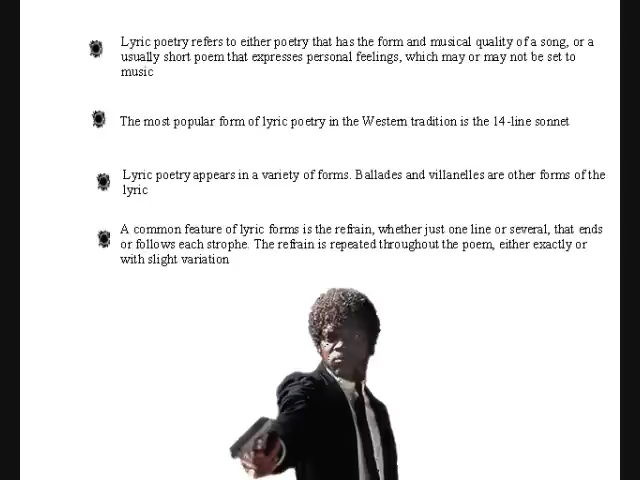 Lyric poetry refers to either poetry that has the form and musical quality of a song, or a
usually short poem that expresses personal feelings, which may or may not be set to
music
The most popular form of lyric poetry in the Western tradition is the 14-line sonnet
Lyric poetry appears in a variety of forms. Ballades and villanelles are other forms of the
lyric
A common feature of lyric forms is the refrain, whether just one line or several, that ends
or follows each strophe. The refrain is repeated throughout the poem, either exactly or
with slight variation